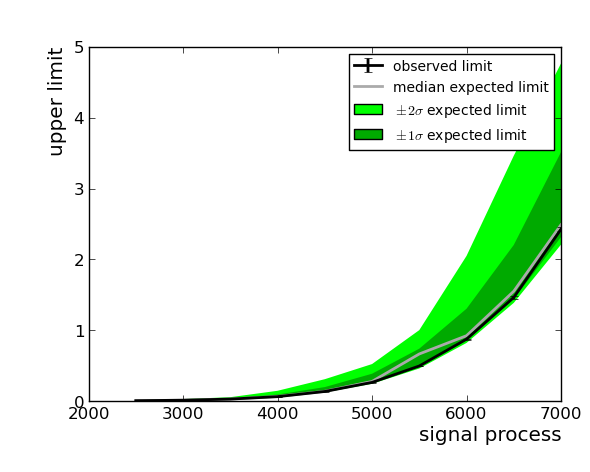 upper limit
5
4
3
2
1
0
observed limit
median expected limit
±2σ expected limit
±1σ expected limit
2000 3000 4000 5000 6000 7000
signal process